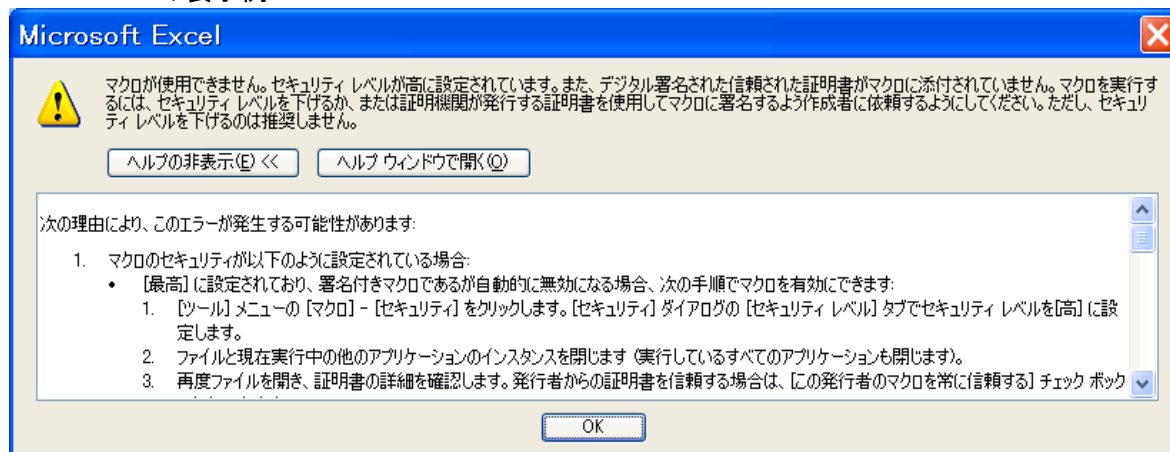 Microsoft Excel
マクロが使用できません。セキュリティ レベルが高に設定されています。また、デジタル署名された信頼された証明書がマクロに添付されていません。マクロを実行す
るには、セキュリティ レベルを下げるか、または証明機関が発行する証明書を使用してマクロに署名するよう作成者に依頼するようにしてください。ただし、セキュリ
ティ レベルを下げるのは推奨しません。
ヘルプの非表示(E) << ヘルプ ウィンドウで開く(O)
次の理由により、このエラーが発生する可能性があります:
1. マクロのセキュリティが以下のように設定されている場合:
• [最高] に設定されており、署名付きマクロであるが自動的に無効になる場合、次の手順でマクロを有効にできます:
1. [ツール] メニューの [マクロ] - [セキュリティ] をクリックします。[セキュリティ] ダイアログの [セキュリティ レベル] タブでセキュリティ レベルを[高] に設
定します。
2. ファイルと現在実行中の他のアプリケーションのインスタンスを閉じます (実行しているすべてのアプリケーションも閉じます)。
3. 再度ファイルを開き、証明書の詳細を確認します。発行者からの証明書を信頼する場合は、[この発行者のマクロを常に信頼する] チェック ボック
OK